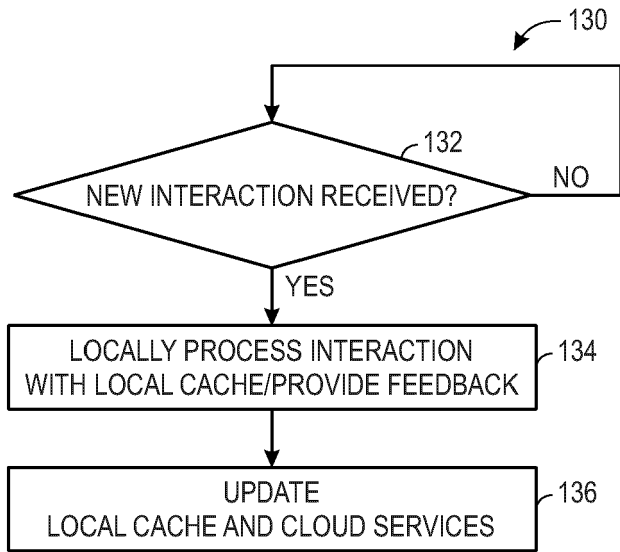 130
132
NEW INTERACTION RECEIVED?
NO
YES
LOCALLY PROCESS INTERACTION
WITH LOCAL CACHE/PROVIDE FEEDBACK
134
UPDATE
LOCAL CACHE AND CLOUD SERVICES
136